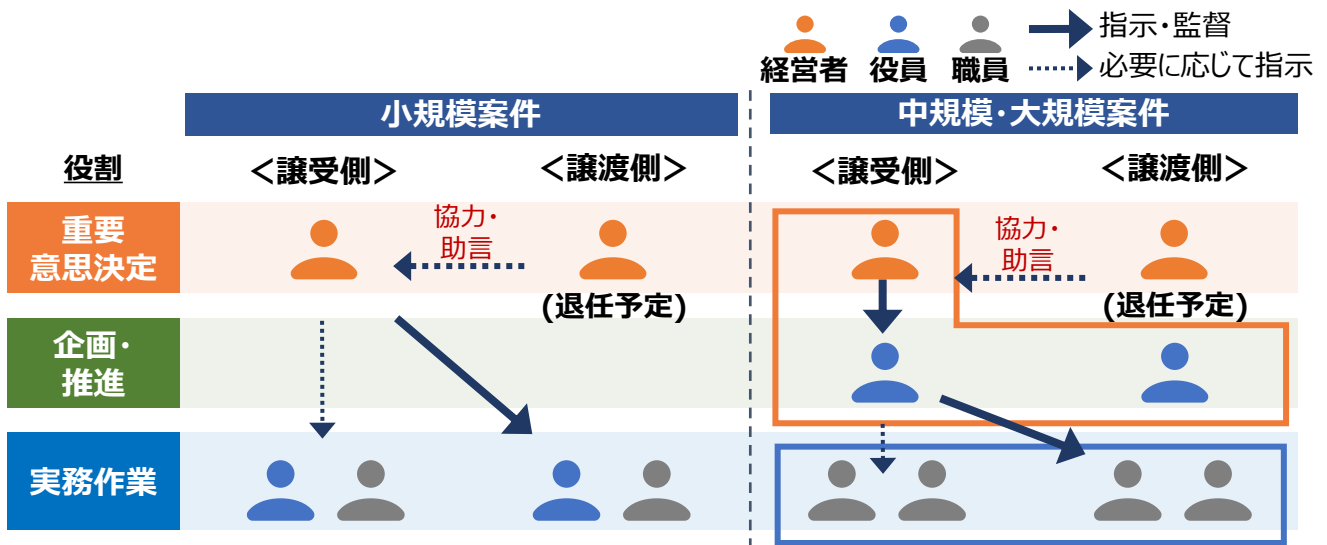 指示・監督
経営者 役員 職員
必要に応じて指示
小規模案件
中規模・大規模案件
役割
＜譲受側＞
＜譲渡側＞
＜譲受側＞
＜譲渡側＞
重要
意思決定
協力・
助言
協力・
助言
(退任予定)
(退任予定)
企画・
推進
実務作業